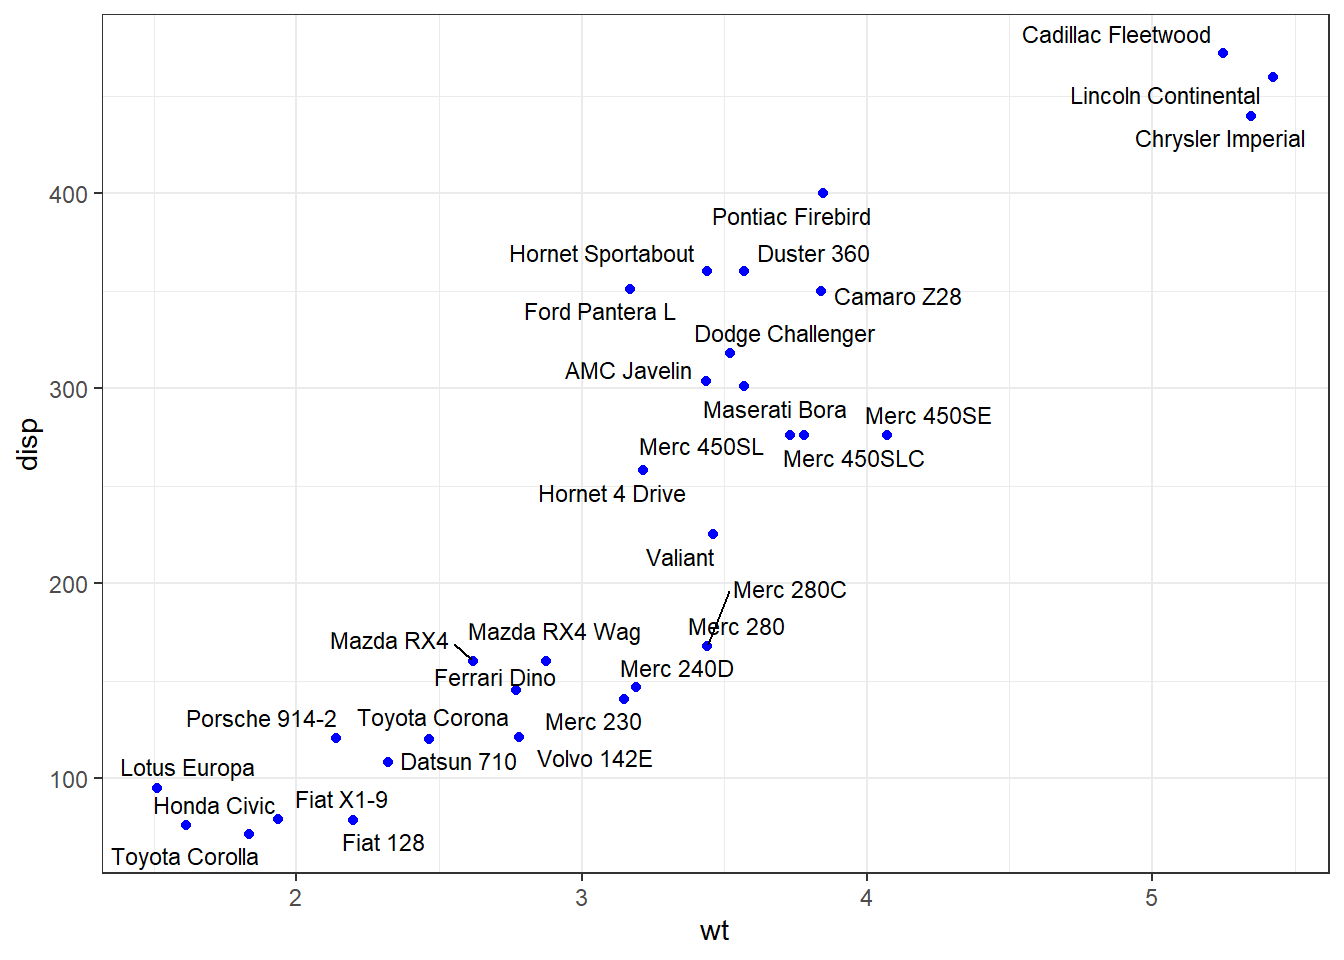 Cadillac Fleetwood
Lincoln Continental
Chrysler Imperial
400
Pontiac Firebird
Hornet Sportabout
Duster 360
Camaro Z28
Ford Pantera L
Dodge Challenger
AMC Javelin
300
Maserati Bora
Merc 450SE
Merc 450SL
Merc 450SLC
disp
Hornet 4 Drive
Valiant
200
Merc 280C
Merc 280
Mazda RX4 Wag
Mazda RX4
Merc 240D
Ferrari Dino
Porsche 914-2
Toyota Corona
Merc 230
Volvo 142E
Datsun 710
Lotus Europa
100
Fiat X1-9
Honda Civic
Fiat 128
Toyota Corolla
2
3
4
5
wt